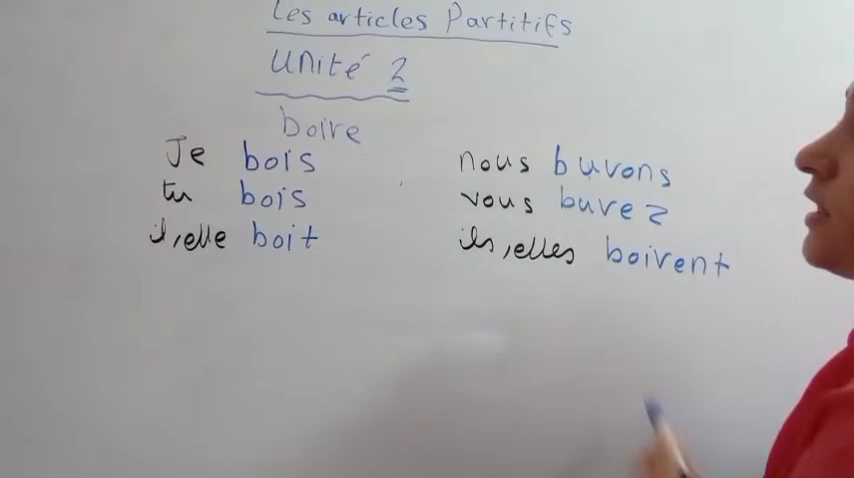 Les articles Partitifs
Unité 2
boire
Je bois
tu bois
il,elle boit
nous buvons
vous buvez
ils,elles boivent